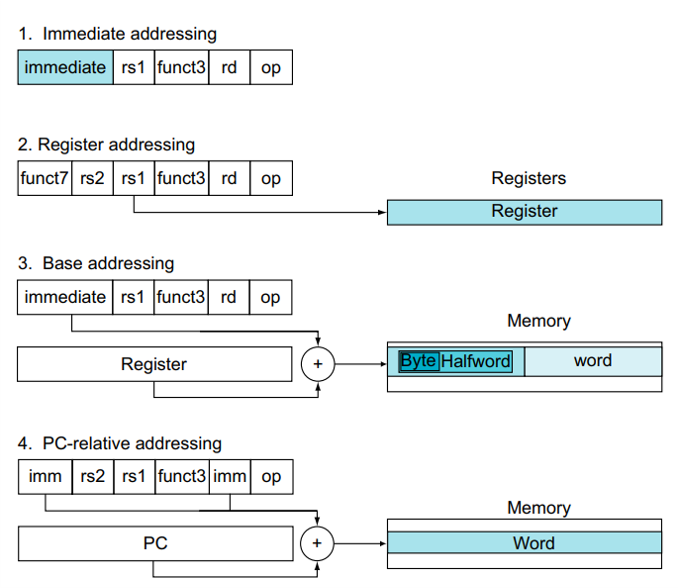 1. Immediate addressing
immediate rs1 funct3 rd op
2. Register addressing
funct7 rs2 rs1 funct3 rd op
Registers
Register
3. Base addressing
immediate rs1 funct3 rd op
Memory
Register + Byte Halfword word
4. PC-relative addressing
imm rs2 rs1 funct3 imm op
Memory
PC + Word